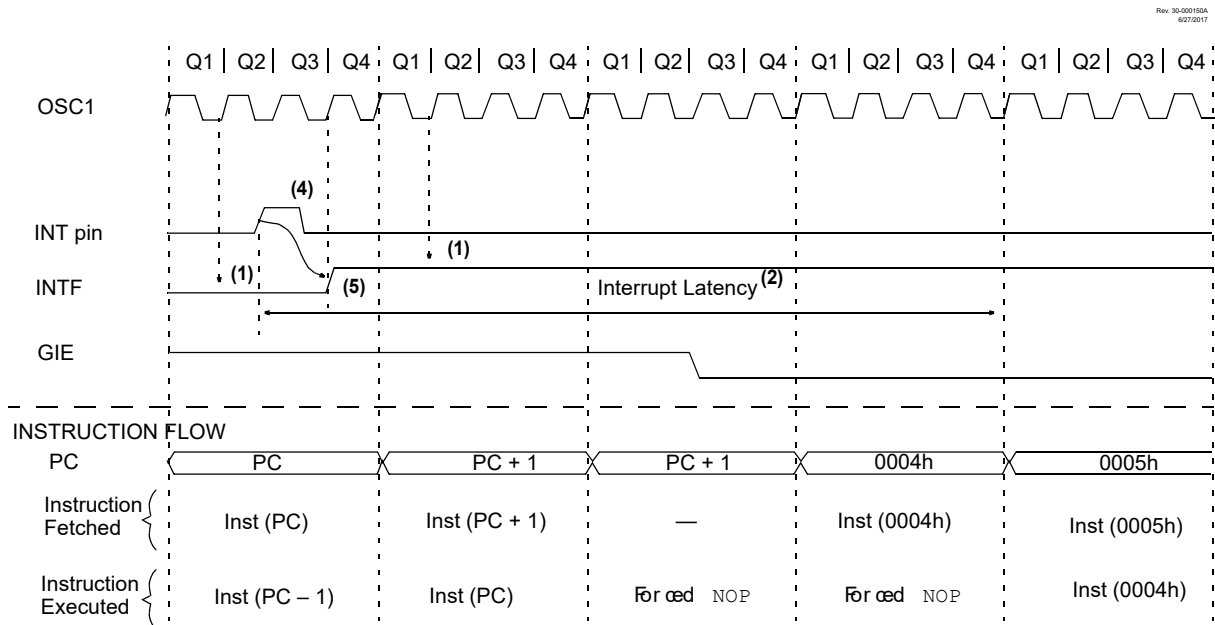 Rev. 30-000150A
6/27/2017
Q1 Q2 Q3 Q4 Q1 Q2 Q3 Q4 Q1 Q2 Q3 Q4 Q1 Q2 Q3 Q4 Q1 Q2 Q3 Q4
OSC1
(4)
INT pin
(1)
(1)
INTF
(5)
Interrupt Latency (2)
GIE
INSTRUCTION FLOW
PC PC PC + 1 PC + 1 0004h 0005h
Instruction
Fetched
Inst (PC) Inst (PC + 1) — Inst (0004h) Inst (0005h)
Instruction
Executed
Inst (PC – 1) Inst (PC) Forced NOP Forced NOP Inst (0004h)